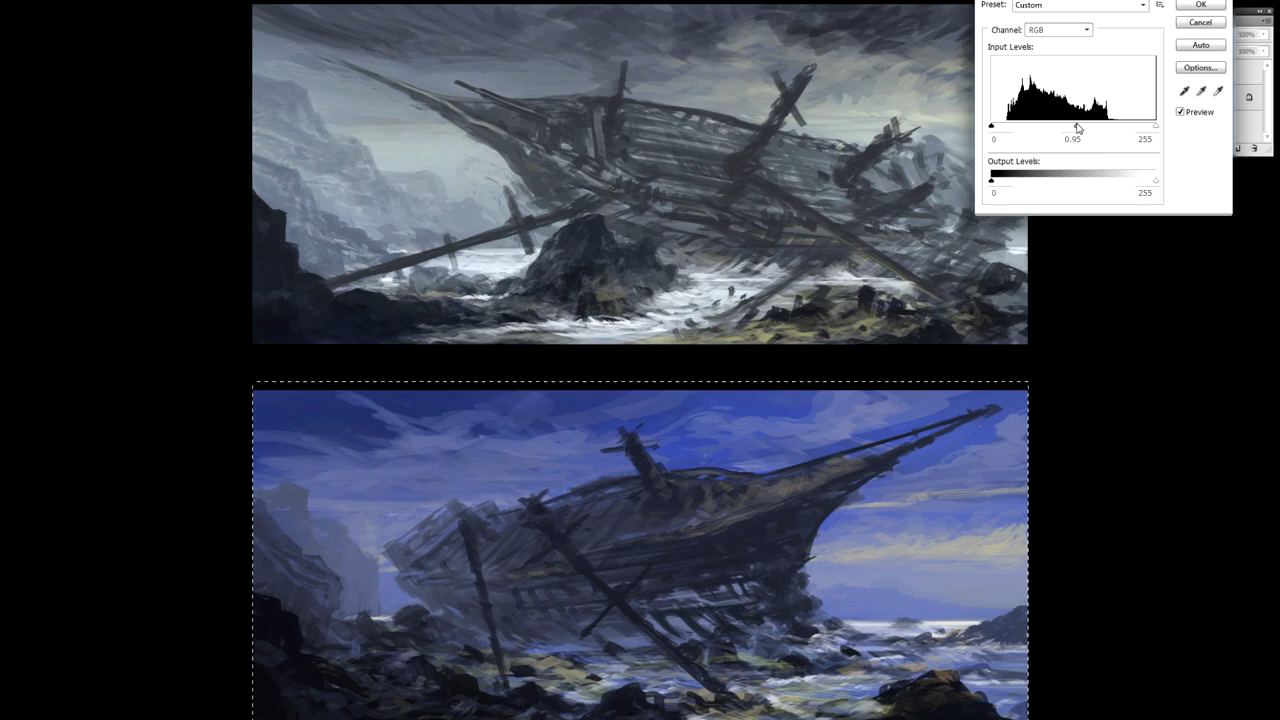 Preset: Custom
OK
Cancel
Channel: RGB
Auto
Input Levels:
Options...
Preview
0 0.95 255
Output Levels:
0 255
100%
100%